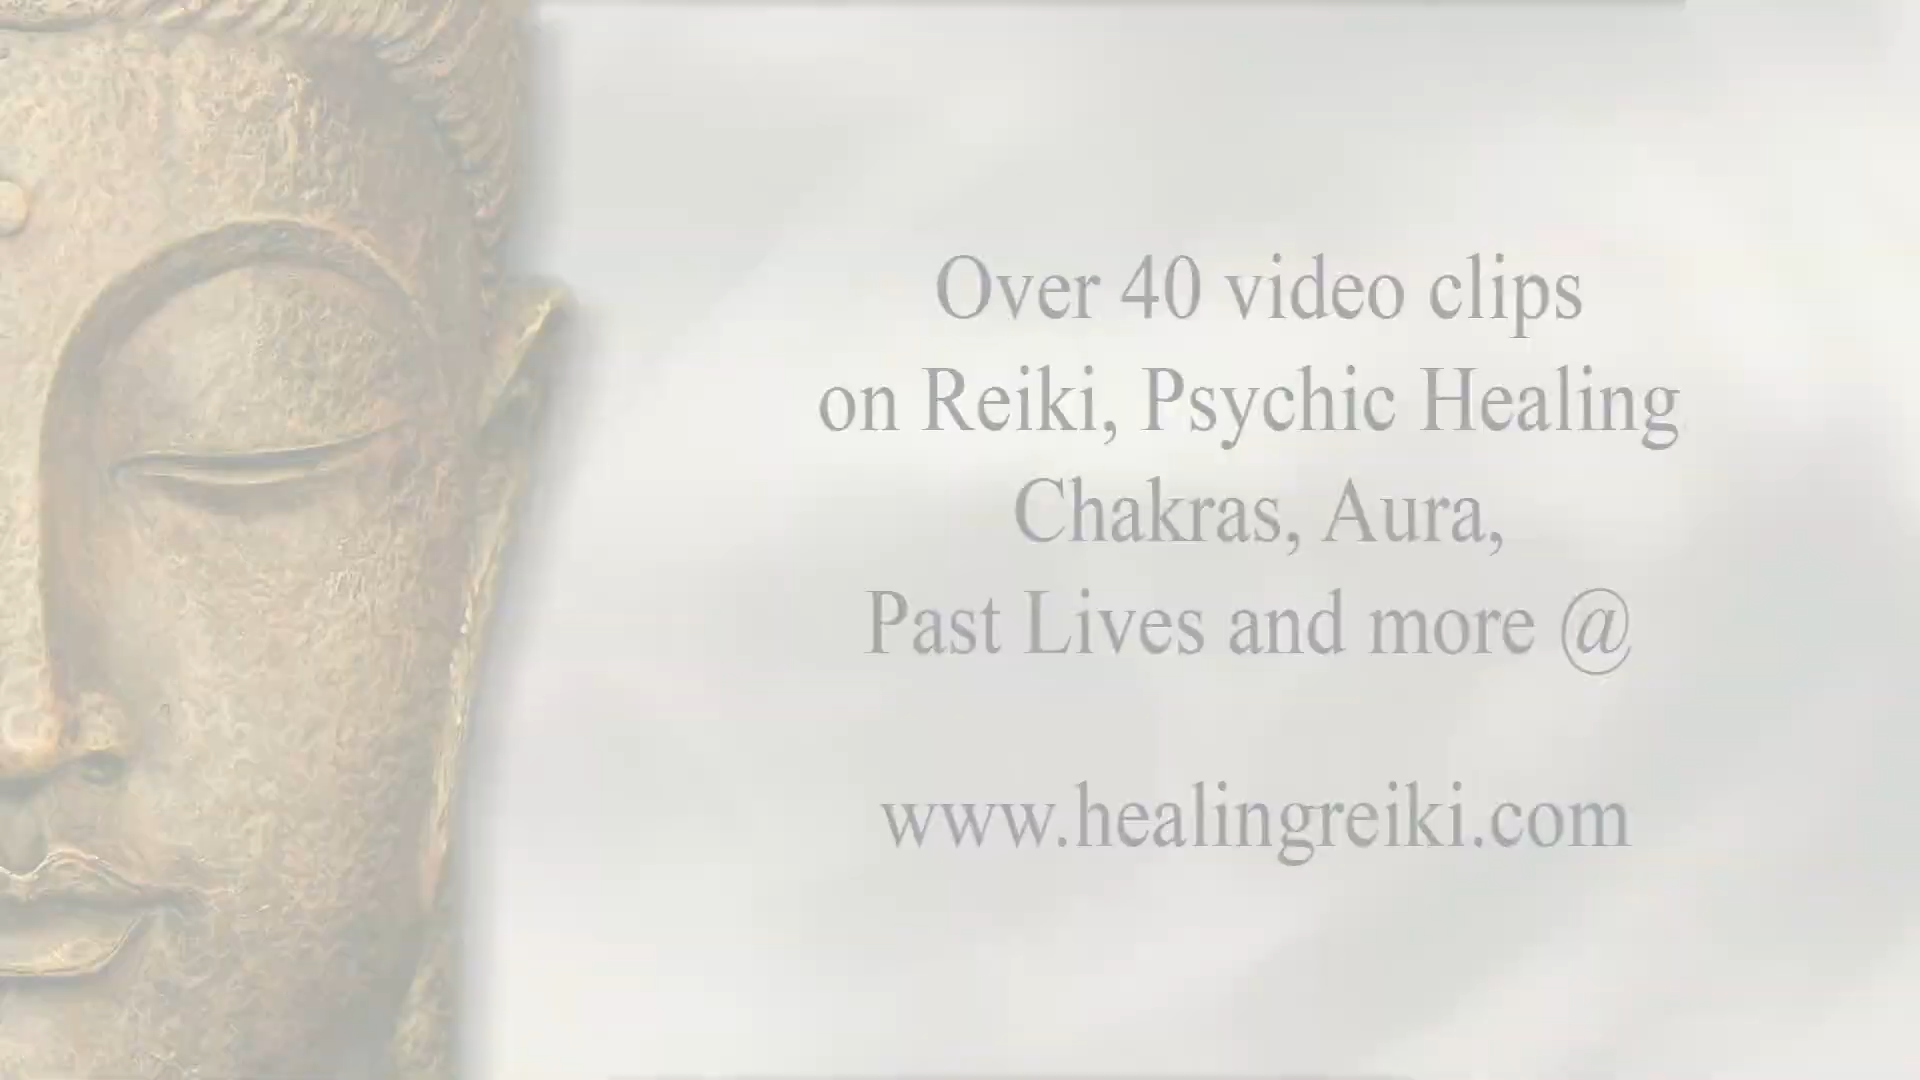 Over 40 video clips
on Reiki, Psychic Healing
Chakras, Aura,
Past Lives and more @
www.healingreiki.com